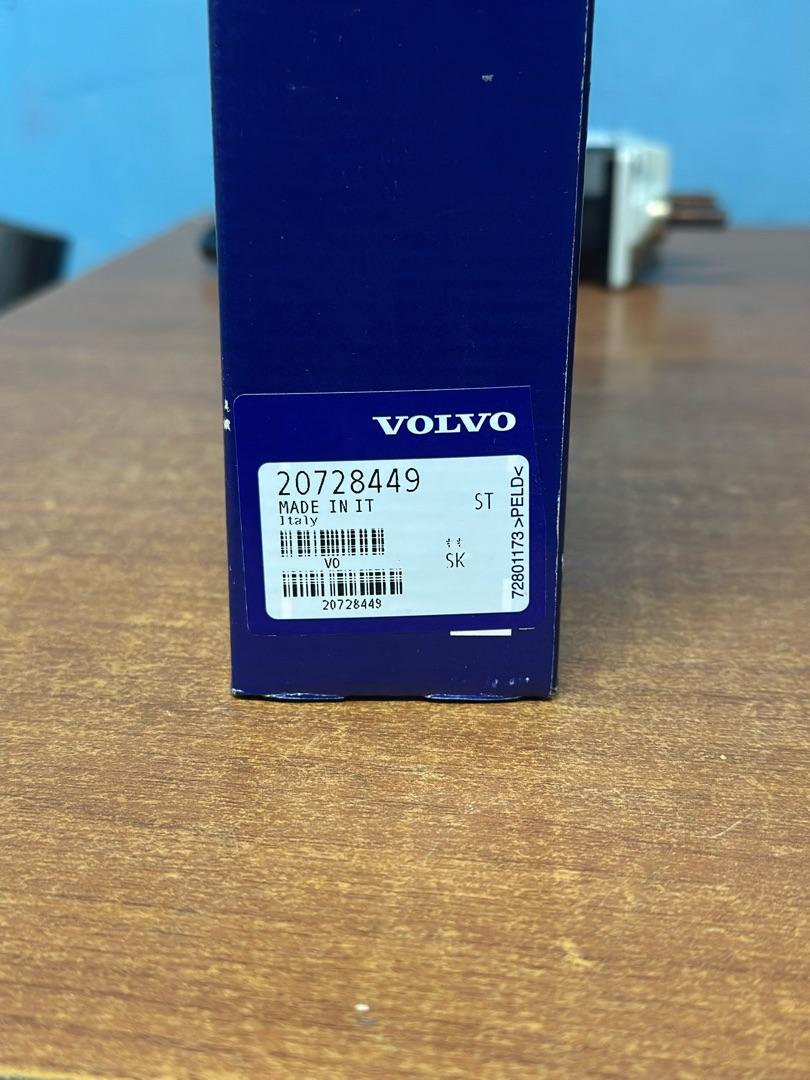 VOLVO
20728449
MADE IN IT
ST
Italy
**
VO
SK
20728449
72801173 >PELD<